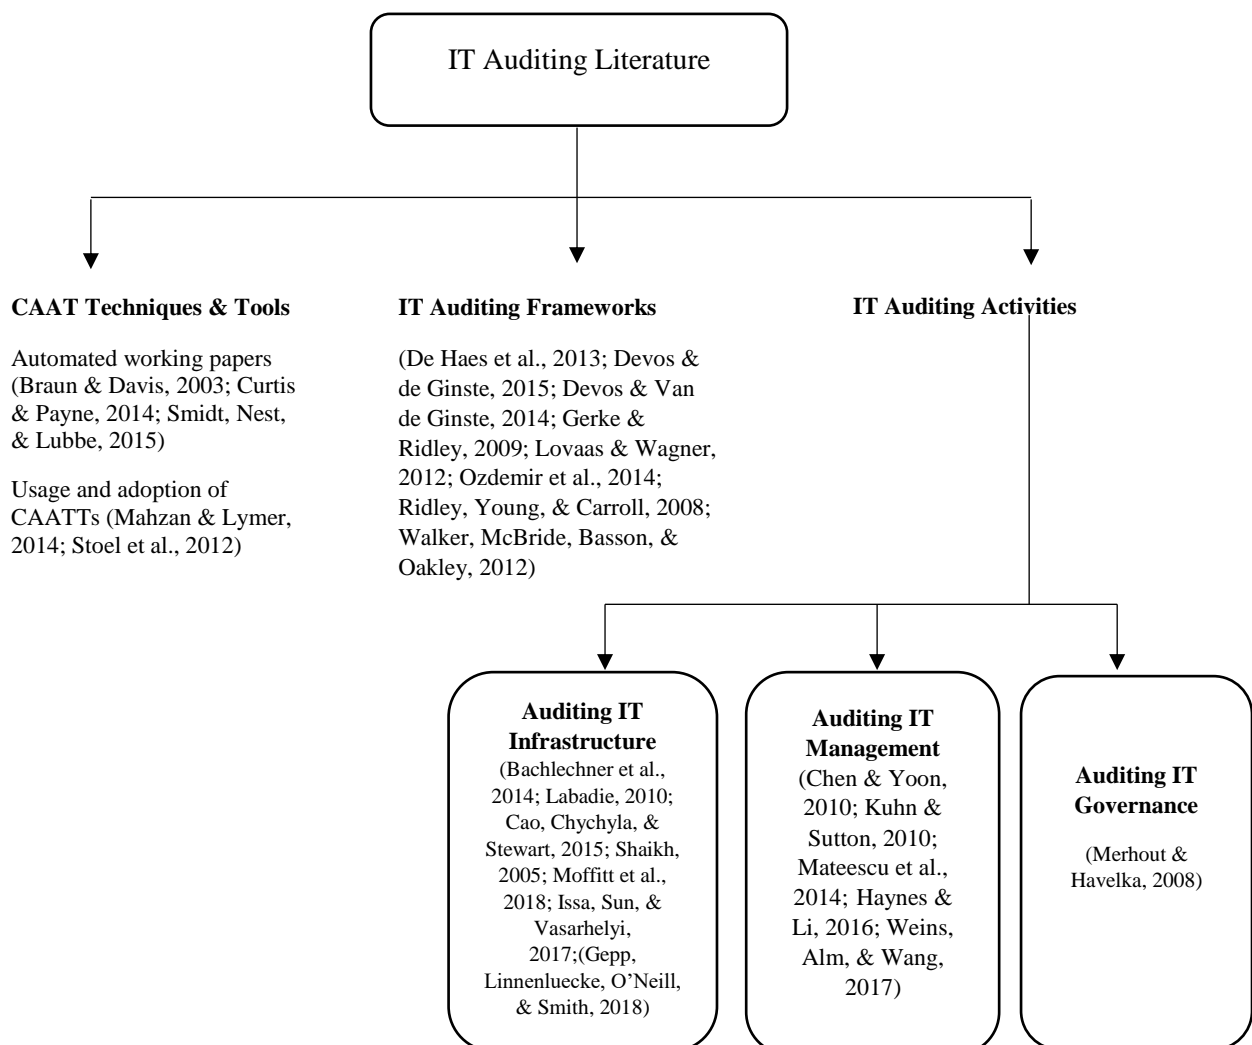 IT Auditing Literature
CAAT Techniques & Tools
Automated working papers
(Braun & Davis, 2003; Curtis
& Payne, 2014; Smidt, Nest,
& Lubbe, 2015)
Usage and adoption of
CAATTs (Mahzan & Lymer,
2014; Stoel et al., 2012)
IT Auditing Frameworks
(De Haes et al., 2013; Devos &
de Ginste, 2015; Devos & Van
de Ginste, 2014; Gerke &
Ridley, 2009; Lovaas & Wagner,
2012; Ozdemir et al., 2014;
Ridley, Young, & Carroll, 2008;
Walker, McBride, Basson, &
Oakley, 2012)
IT Auditing Activities
Auditing IT
Infrastructure
(Bachlechner et al.,
2014; Labadie, 2010;
Cao, Chychyla, &
Stewart, 2015; Shaikh,
2005; Moffitt et al.,
2018; Issa, Sun, &
Vasarhelyi,
2017;(Gepp,
Linnenluecke, O’Neill,
& Smith, 2018)
Auditing IT
Management
(Chen & Yoon,
2010; Kuhn &
Sutton, 2010;
Mateescu et al.,
2014; Haynes &
Li, 2016; Weins,
Alm, & Wang,
2017)
Auditing IT
Governance
(Merhout &
Havelka, 2008)